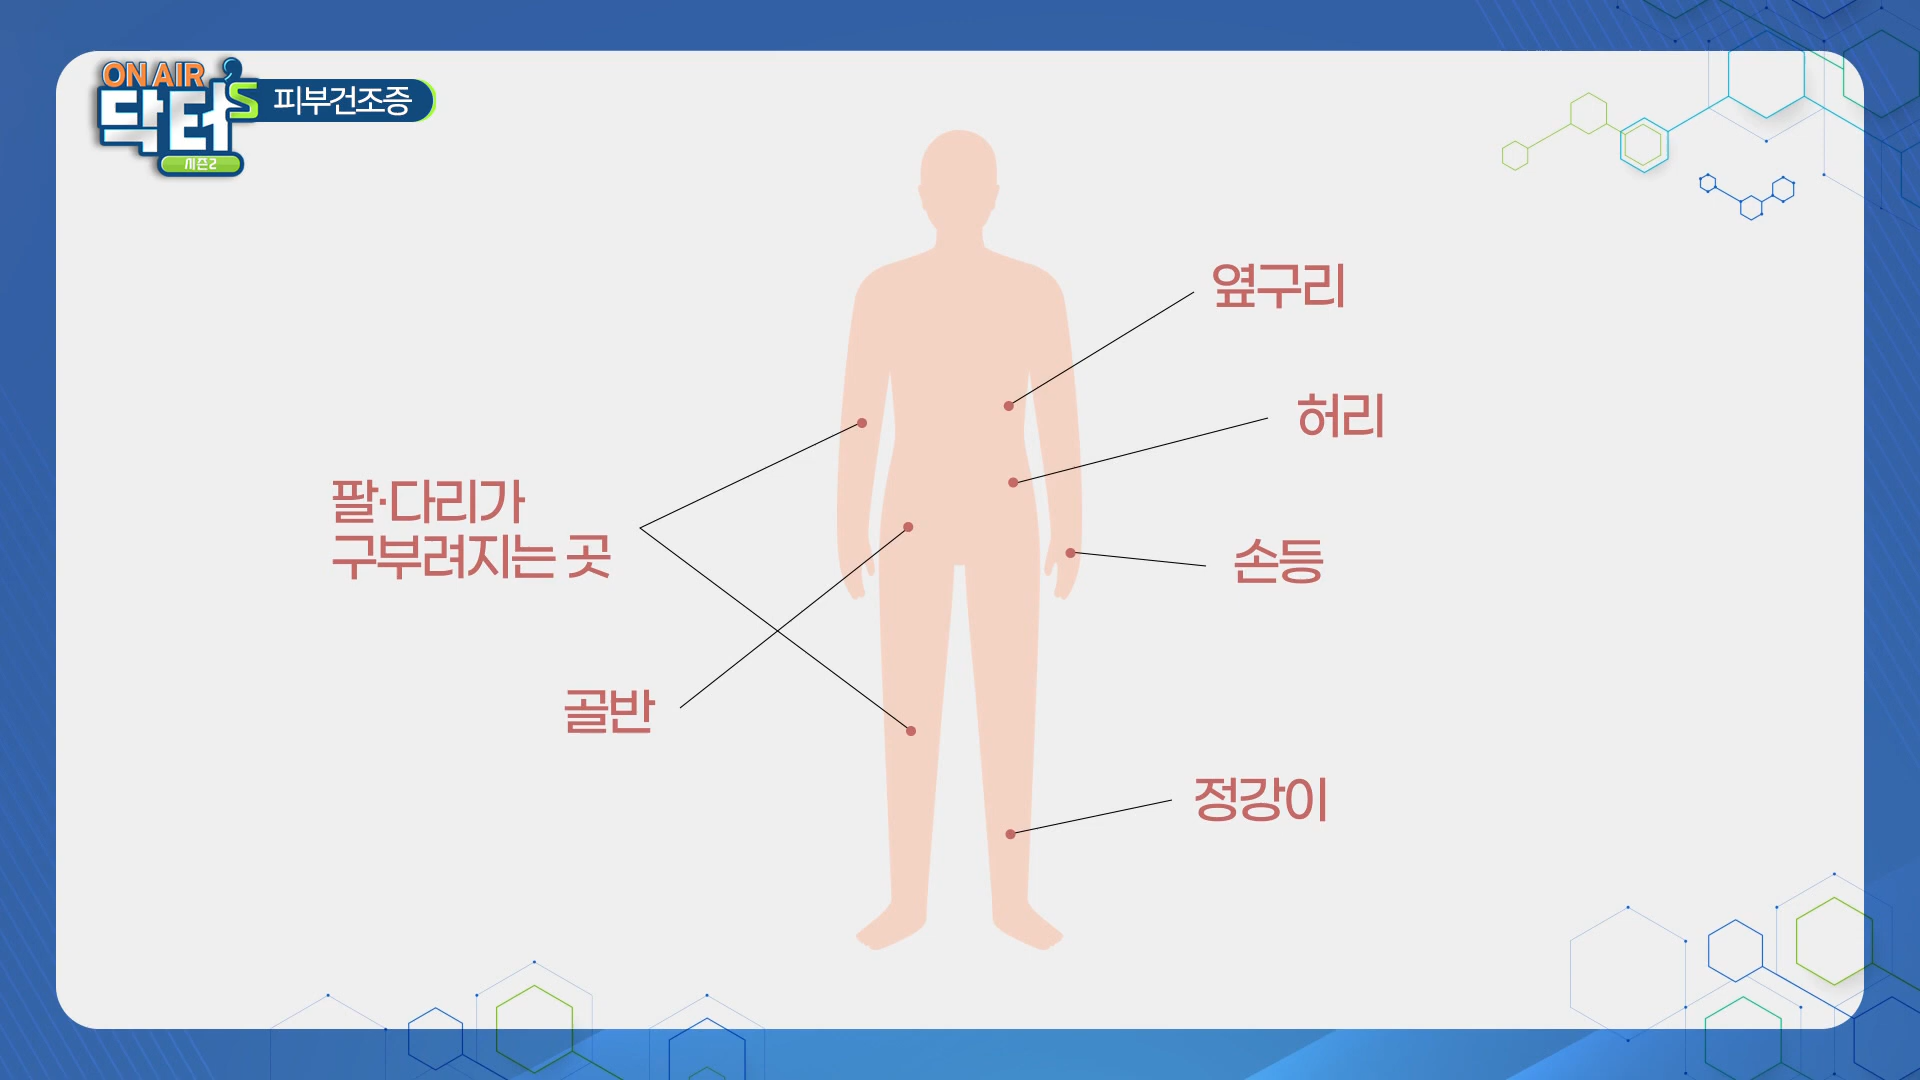 ON AIR
닥터'S
시즌2
피부건조증
옆구리
허리
팔·다리가
구부려지는 곳
손등
골반
정강이